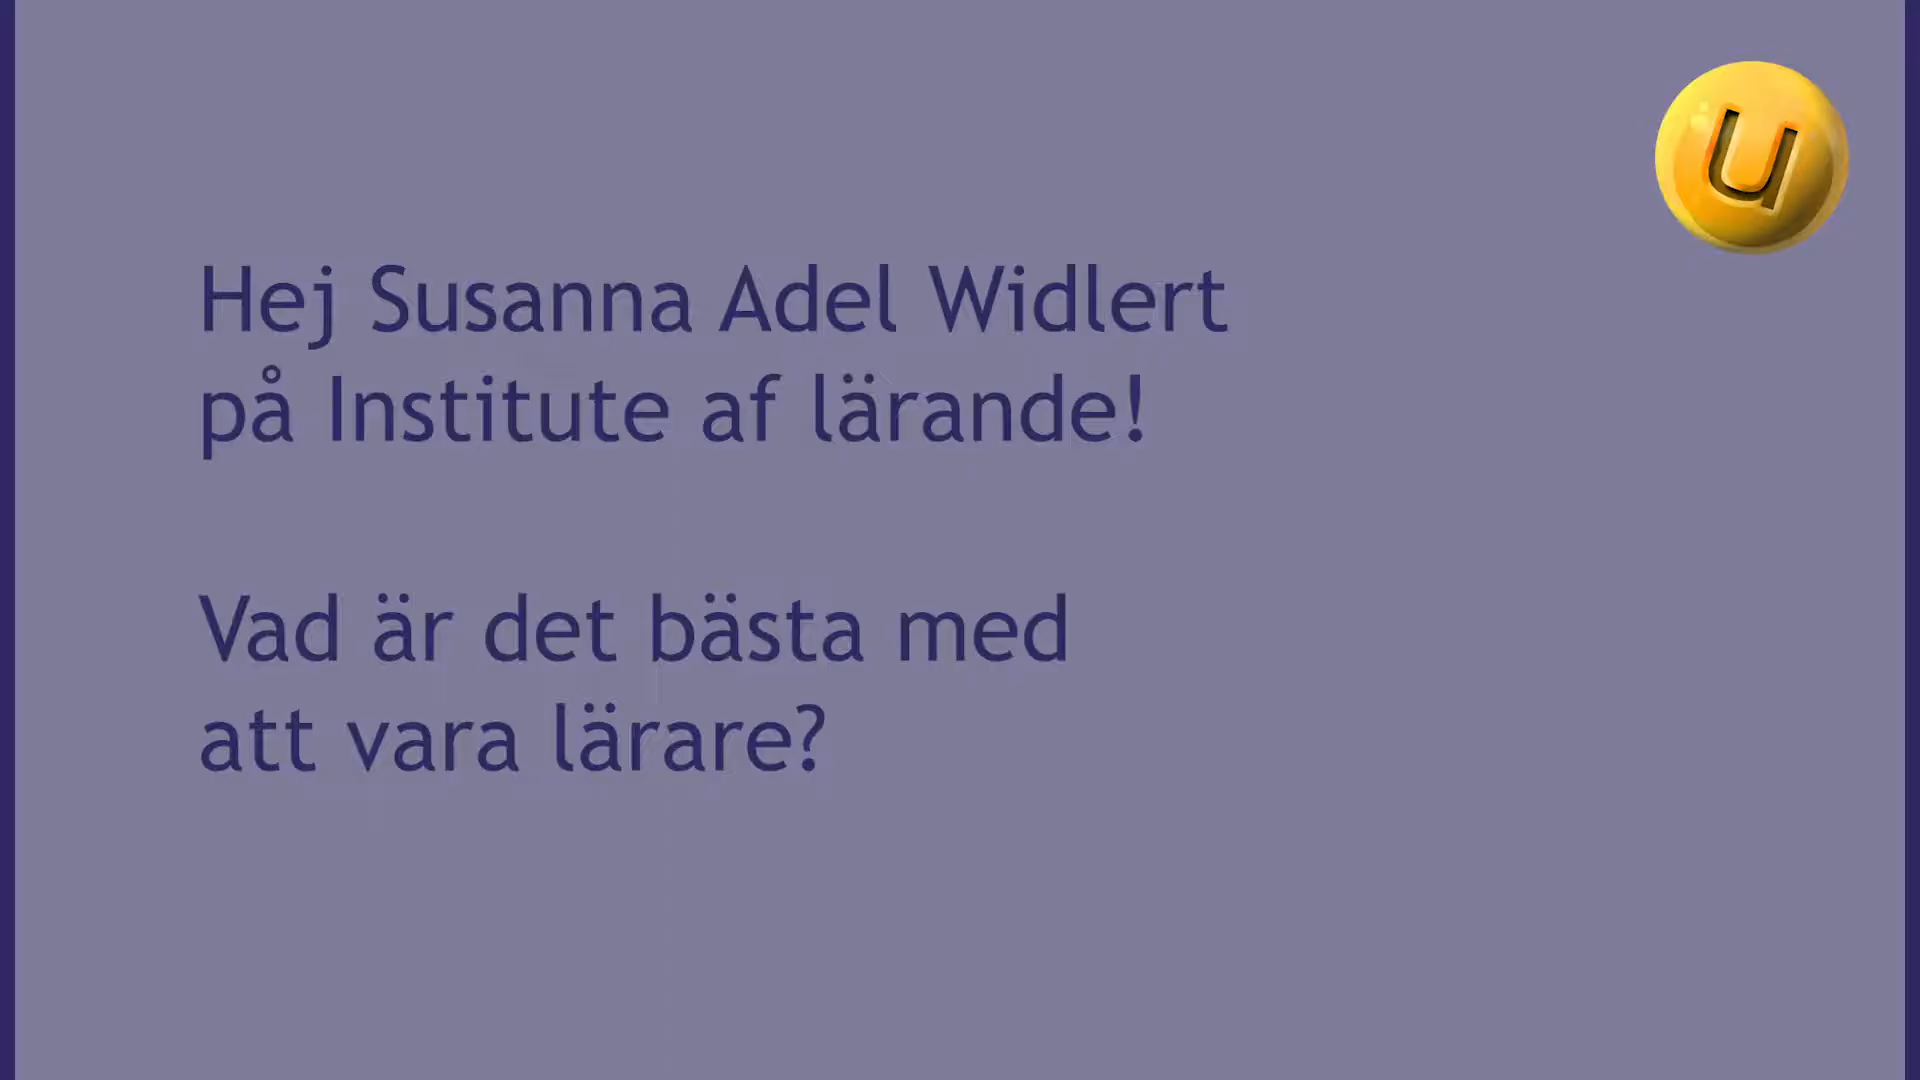 U
Hej Susanna Adel Widlert
på Institute af lärande!
Vad är det bästa med
att vara lärare?